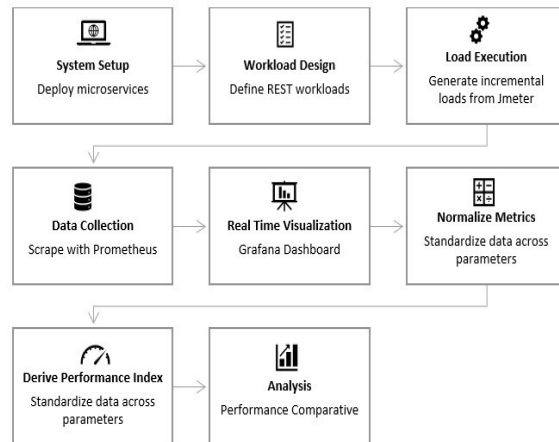 System Setup
Deploy microservices
Workload Design
Define REST workloads
Load Execution
Generate incremental
loads from Jmeter
Data Collection
Scrape with Prometheus
Real Time Visualization
Grafana Dashboard
Normalize Metrics
Standardize data across
parameters
Derive Performance Index
Standardize data across
parameters
Analysis
Performance Comparative